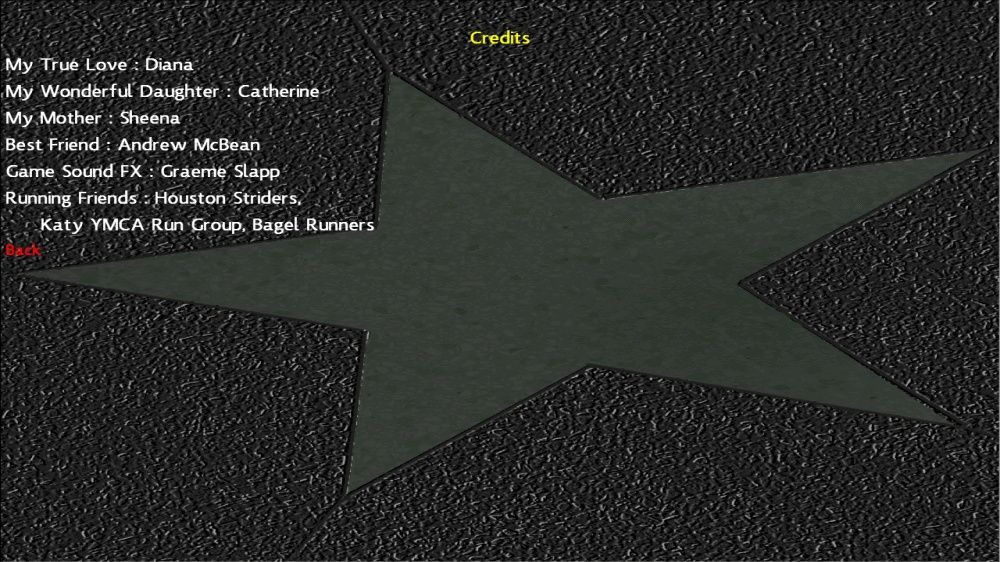 Credits
My True Love : Diana
My Wonderful Daughter : Catherine
My Mother : Sheena
Best Friend : Andrew McBean
Game Sound FX : Graeme Slapp
Running Friends : Houston Striders,
Katy YMCA Run Group, Bagel Runners
Back